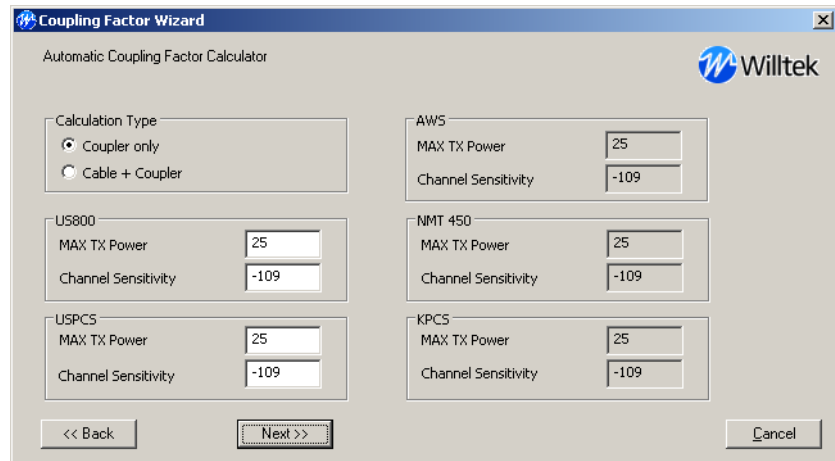 Coupling Factor Wizard
Automatic Coupling Factor Calculator
Willtek
Calculation Type
Coupler only
Cable + Coupler
US800
MAX TX Power 25
Channel Sensitivity -109
USPCS
MAX TX Power 25
Channel Sensitivity -109
AWS
MAX TX Power 25
Channel Sensitivity -109
NMT 450
MAX TX Power 25
Channel Sensitivity -109
KPCS
MAX TX Power 25
Channel Sensitivity -109
<< Back
Next >>
Cancel